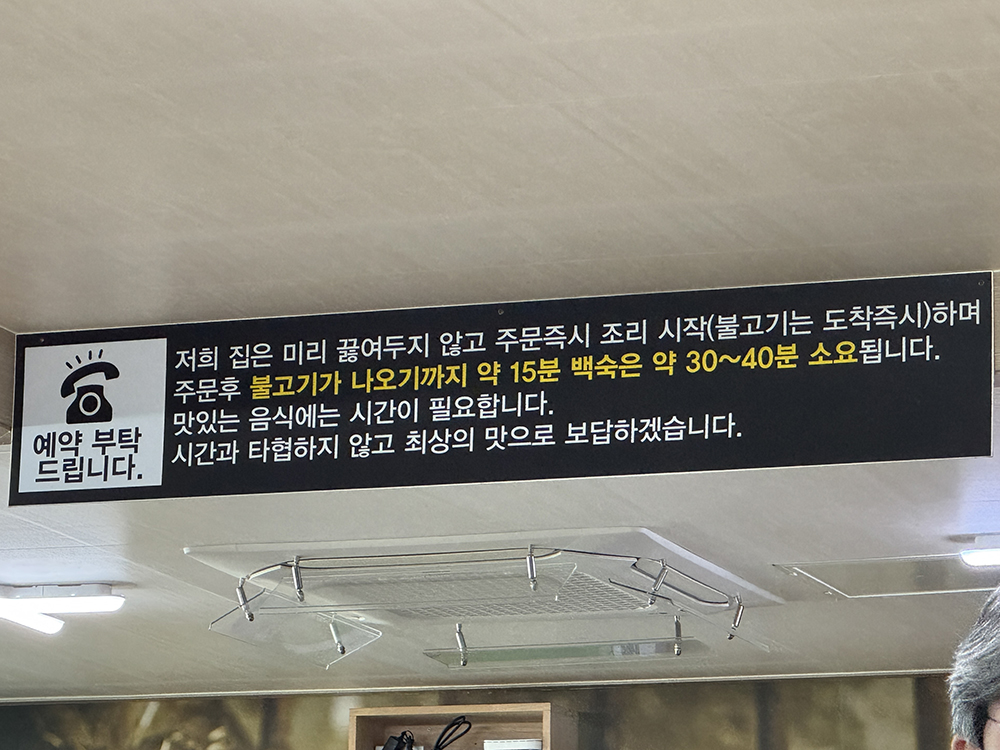 예약 부탁
드립니다.
저희 집은 미리 끓여두지 않고 주문즉시 조리 시작(불고기는 도착즉시)하며
주문후 불고기가 나오기까지 약 15분 백숙은 약 30~40분 소요됩니다.
맛있는 음식에는 시간이 필요합니다.
시간과 타협하지 않고 최상의 맛으로 보답하겠습니다.